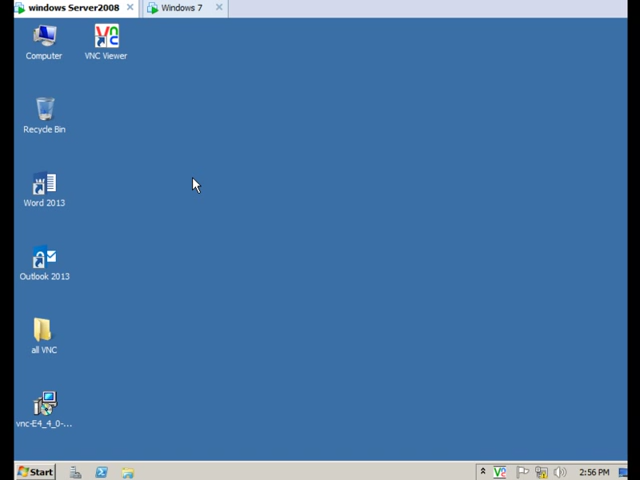 windows Server2008
Windows 7
Computer
VNC Viewer
Recycle Bin
Word 2013
Outlook 2013
all VNC
vnc-E4_4_0-...
Start
2:56 PM